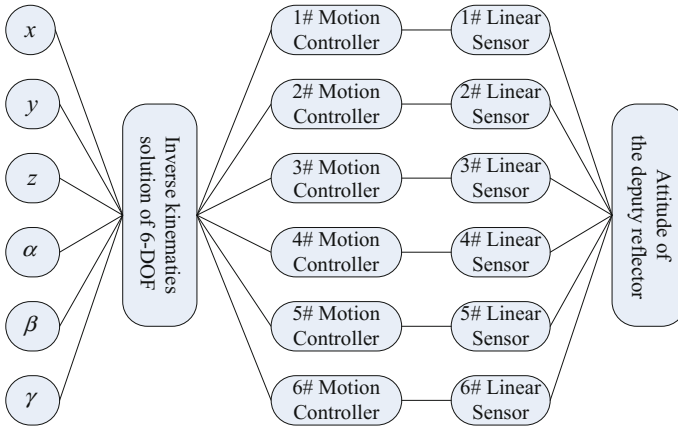 x
y
z
α
β
γ
Inverse kinematies
solution of 6-DOF
1# Motion
Controller
2# Motion
Controller
3# Motion
Controller
4# Motion
Controller
5# Motion
Controller
6# Motion
Controller
1# Linear
Sensor
2# Linear
Sensor
3# Linear
Sensor
4# Linear
Sensor
5# Linear
Sensor
6# Linear
Sensor
Attitude of
the deputy reflector